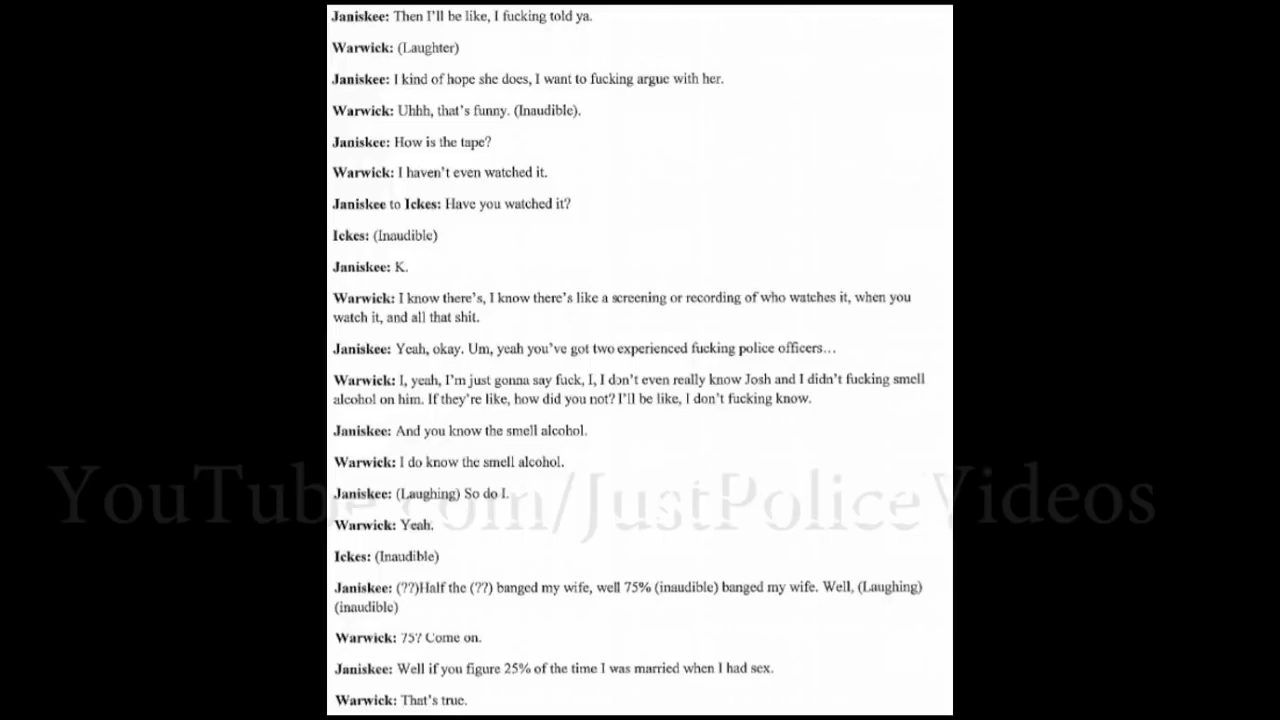 Janiskee: Then I'll be like, I fucking told ya.
Warwick: (Laughter)
Janiskee: I kind of hope she does, I want to fucking argue with her.
Warwick: Uhhh, that's funny. (Inaudible).
Janiskee: How is the tape?
Warwick: I haven't even watched it.
Janiskee to Ickes: Have you watched it?
Ickes: (Inaudible)
Janiskee: K.
Warwick: I know there's, I know there's like a screening or recording of who watches it, when you
watch it, and all that shit.
Janiskee: Yeah, okay. Um, yeah you've got two experienced fucking police officers…
Warwick: I, yeah, I'm just gonna say fuck, I, I don't even really know Josh and I didn't fucking smell
alcohol on him. If they're like, how did you not? I'll be like, I don't fucking know.
Janiskee: And you know the smell alcohol.
Warwick: I do know the smell alcohol.
Janiskee: (Laughing) So do I.
YouTube.com/JustPoliceVideos
Warwick: Yeah.
Ickes: (Inaudible)
Janiskee: (??)Half the (??) banged my wife, well 75% (inaudible) banged my wife. Well, (Laughing)
(inaudible)
Warwick: 75? Come on.
Janiskee: Well if you figure 25% of the time I was married when I had sex.
Warwick: That's true.